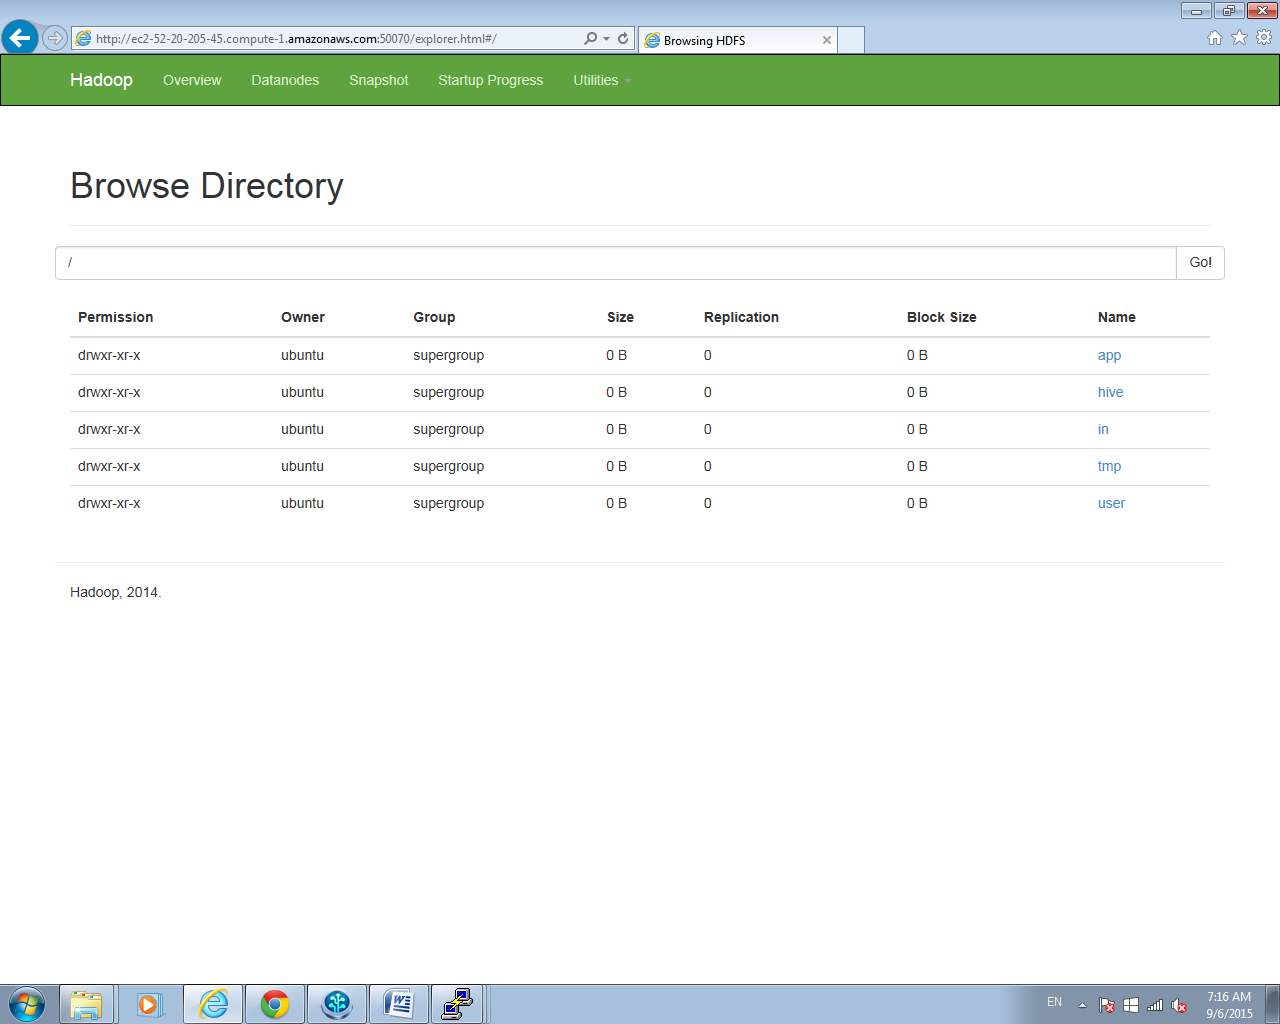 http://ec2-52-20-205-45.compute-1.amazonaws.com:50070/explorer.html#/
Browsing HDFS
Hadoop Overview Datanodes Snapshot Startup Progress Utilities
Browse Directory
/ Go!
Permission Owner Group Size Replication Block Size Name
drwxr-xr-x ubuntu supergroup 0 B 0 0 B app
drwxr-xr-x ubuntu supergroup 0 B 0 0 B hive
drwxr-xr-x ubuntu supergroup 0 B 0 0 B in
drwxr-xr-x ubuntu supergroup 0 B 0 0 B tmp
drwxr-xr-x ubuntu supergroup 0 B 0 0 B user
Hadoop, 2014.
EN
7:16 AM
9/6/2015